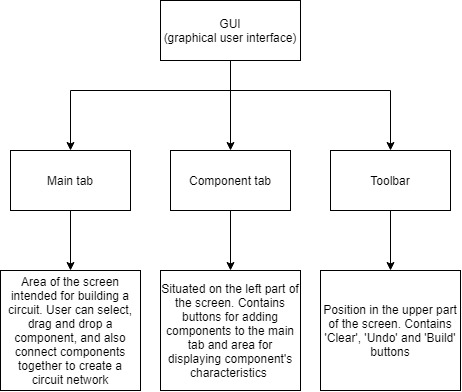 GUI
(graphical user interface)
Main tab
Component tab
Toolbar
Area of the screen
intended for building a
circuit. User can select,
drag and drop a
component, and also
connect components
together to create a
circuit network
Situated on the left part of
the screen. Contains
buttons for adding
components to the main
tab and area for
displaying component's
characteristics
Position in the upper part
of the screen. Contains
'Clear', 'Undo' and 'Build'
buttons